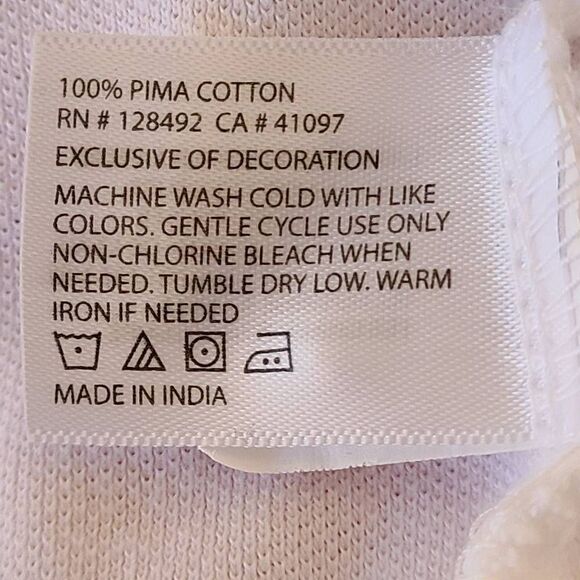 100% PIMA COTTON
RN # 128492 CA # 41097
EXCLUSIVE OF DECORATION
MACHINE WASH COLD WITH LIKE
COLORS. GENTLE CYCLE USE ONLY
NON-CHLORINE BLEACH WHEN
NEEDED. TUMBLE DRY LOW. WARM
IRON IF NEEDED
MADE IN INDIA